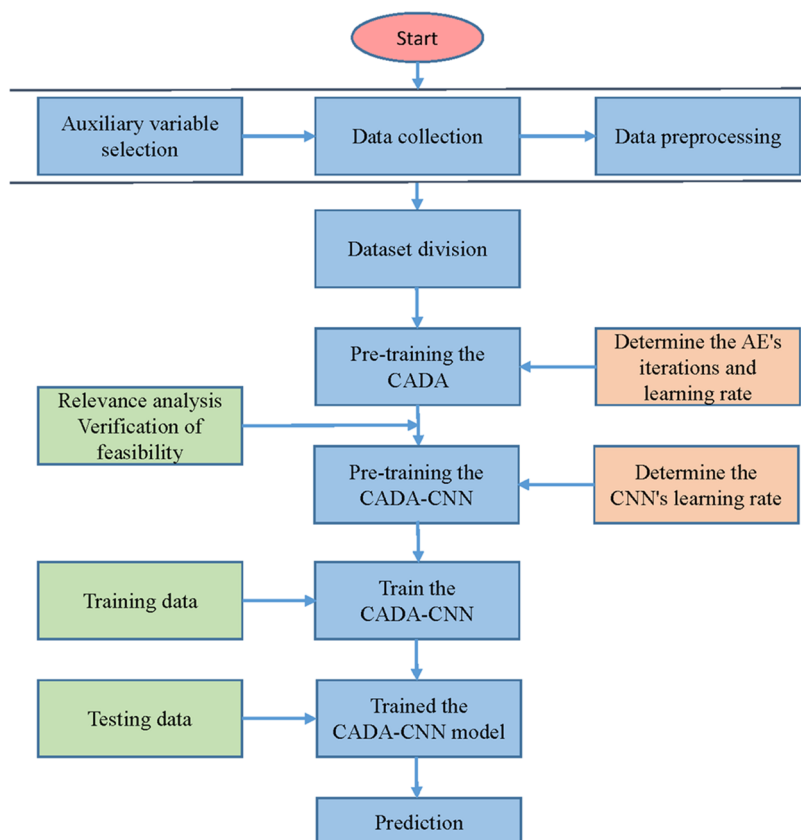 Start
Auxiliary variable
selection
Data collection
Data preprocessing
Dataset division
Pre-training the
CADA
Determine the AE's
iterations and
learning rate
Relevance analysis
Verification of
feasibility
Pre-training the
CADA-CNN
Determine the
CNN's learning rate
Training data
Train the
CADA-CNN
Testing data
Trained the
CADA-CNN model
Prediction